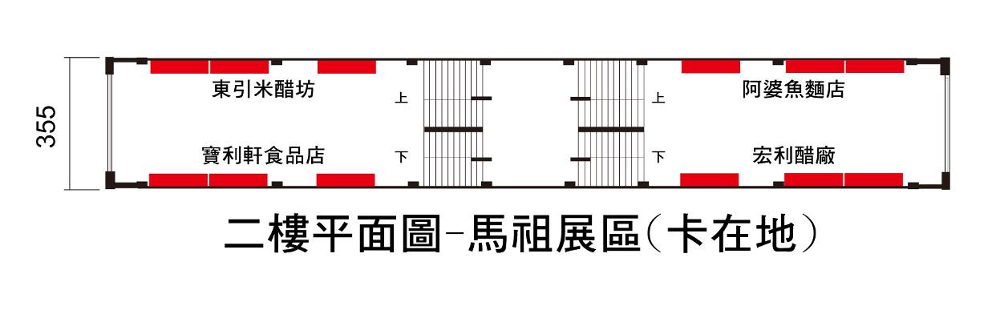 355
東引米醋坊
上
上
阿婆魚麵店
寶利軒食品店
下
下
宏利醋廠
二樓平面圖-馬祖展區(卡在地)